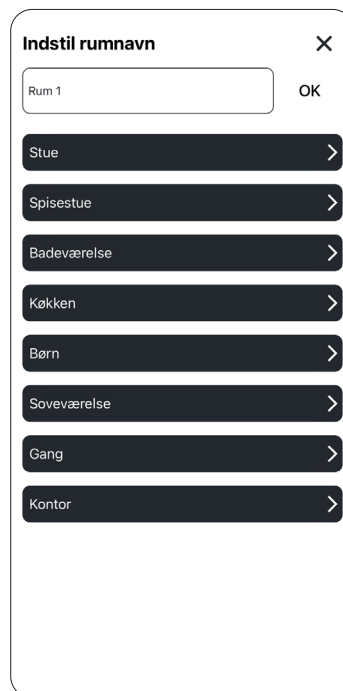 Indstil rumnavn
Rum 1
OK
Stue
Spisestue
Badeværelse
Køkken
Børn
Soveværelse
Gang
Kontor